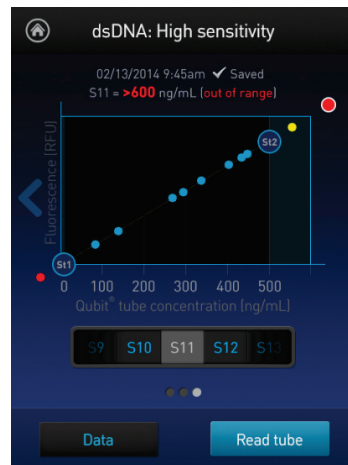 dsDNA: High sensitivity
02/13/2014 9:45am ✓ Saved
S11 = >600 ng/mL (out of range)
Fluorescence (RFU)
St2
St1
0 100 200 300 400 500
Qubit® tube concentration (ng/mL)
S9 S10 S11 S12 S13
Data Read tube